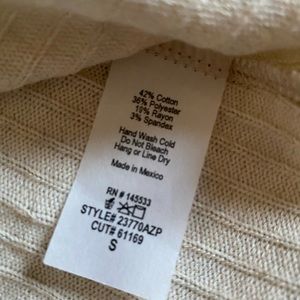 42% Cotton
36% Polyester
19% Rayon
3% Spandex
Hand Wash Cold
Do Not Bleach
Hang or Line Dry
Made in Mexico
RN # 145533
STYLE# 23770AZP
CUT# 61169
S